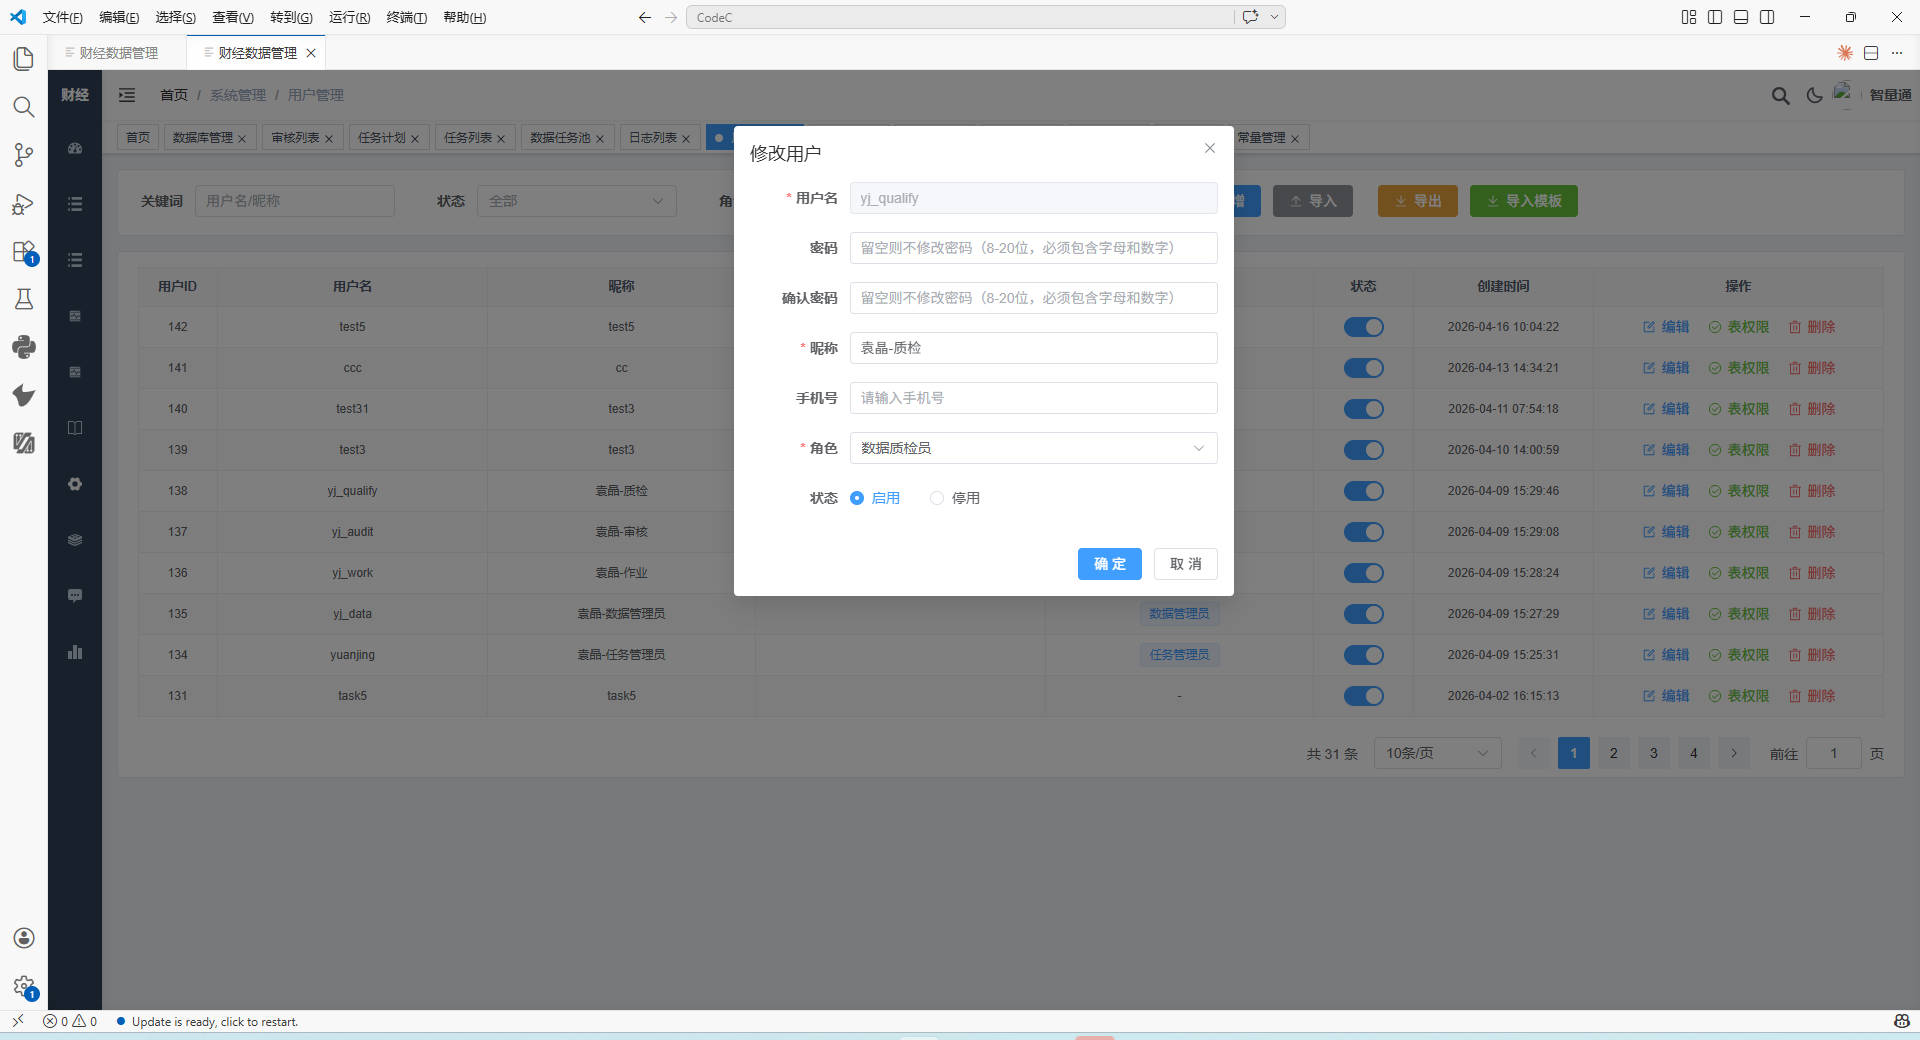 文件(F) 编辑(E) 选择(S) 查看(V) 转到(G) 运行(R) 终端(T) 帮助(H) CodeC
财经数据管理 财经数据管理
财经 首页 / 系统管理 / 用户管理 智量通
首页 数据库管理 审核列表 任务计划 任务列表 数据任务池 日志列表 常量管理
关键词 用户名/昵称 状态 全部 角 增 导入 导出 导入模板
修改用户
* 用户名 yj_qualify
密码 留空则不修改密码（8-20位，必须包含字母和数字）
确认密码 留空则不修改密码（8-20位，必须包含字母和数字）
* 昵称 袁晶-质检
手机号 请输入手机号
* 角色 数据质检员
状态 启用 停用
确 定 取 消
用户ID 用户名 昵称 状态 创建时间 操作
142 test5 test5 2026-04-16 10:04:22 编辑 表权限 删除
141 ccc cc 2026-04-13 14:34:21 编辑 表权限 删除
140 test31 test3 2026-04-11 07:54:18 编辑 表权限 删除
139 test3 test3 2026-04-10 14:00:59 编辑 表权限 删除
138 yj_qualify 袁晶-质检 2026-04-09 15:29:46 编辑 表权限 删除
137 yj_audit 袁晶-审核 2026-04-09 15:29:08 编辑 表权限 删除
136 yj_work 袁晶-作业 2026-04-09 15:28:24 编辑 表权限 删除
135 yj_data 袁晶-数据管理员 数据管理员 2026-04-09 15:27:29 编辑 表权限 删除
134 yuanjing 袁晶-任务管理员 任务管理员 2026-04-09 15:25:31 编辑 表权限 删除
131 task5 task5 - 2026-04-02 16:15:13 编辑 表权限 删除
共 31 条 10条/页 1 2 3 4 前往 1 页
1
1
0 0 Update is ready, click to restart.